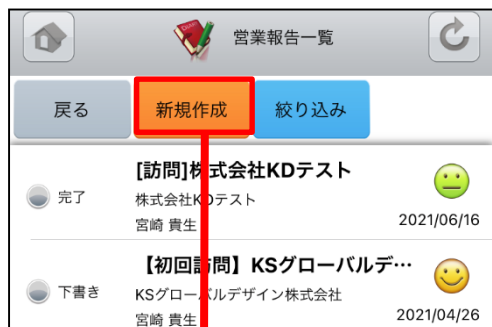 営業報告一覧
戻る 新規作成 絞り込み
[訪問]株式会社KDテスト
完了
株式会社KDテスト
宮崎 貴生
2021/06/16
【初回訪問】KSグローバルデ…
下書き
KSグローバルデザイン株式会社
宮崎 貴生
2021/04/26